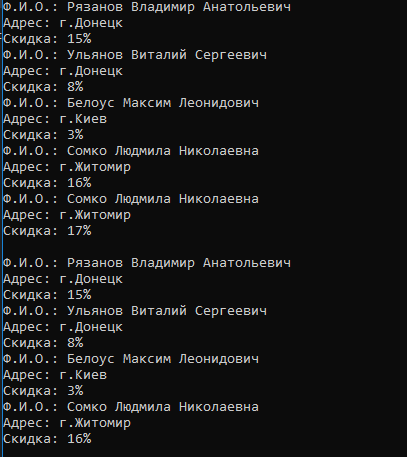 Ф.И.О.: Рязанов Владимир Анатольевич
Адрес: г.Донецк
Скидка: 15%
Ф.И.О.: Ульянов Виталий Сергеевич
Адрес: г.Донецк
Скидка: 8%
Ф.И.О.: Белоус Максим Леонидович
Адрес: г.Киев
Скидка: 3%
Ф.И.О.: Сомко Людмила Николаевна
Адрес: г.Житомир
Скидка: 16%
Ф.И.О.: Сомко Людмила Николаевна
Адрес: г.Житомир
Скидка: 17%
Ф.И.О.: Рязанов Владимир Анатольевич
Адрес: г.Донецк
Скидка: 15%
Ф.И.О.: Ульянов Виталий Сергеевич
Адрес: г.Донецк
Скидка: 8%
Ф.И.О.: Белоус Максим Леонидович
Адрес: г.Киев
Скидка: 3%
Ф.И.О.: Сомко Людмила Николаевна
Адрес: г.Житомир
Скидка: 16%